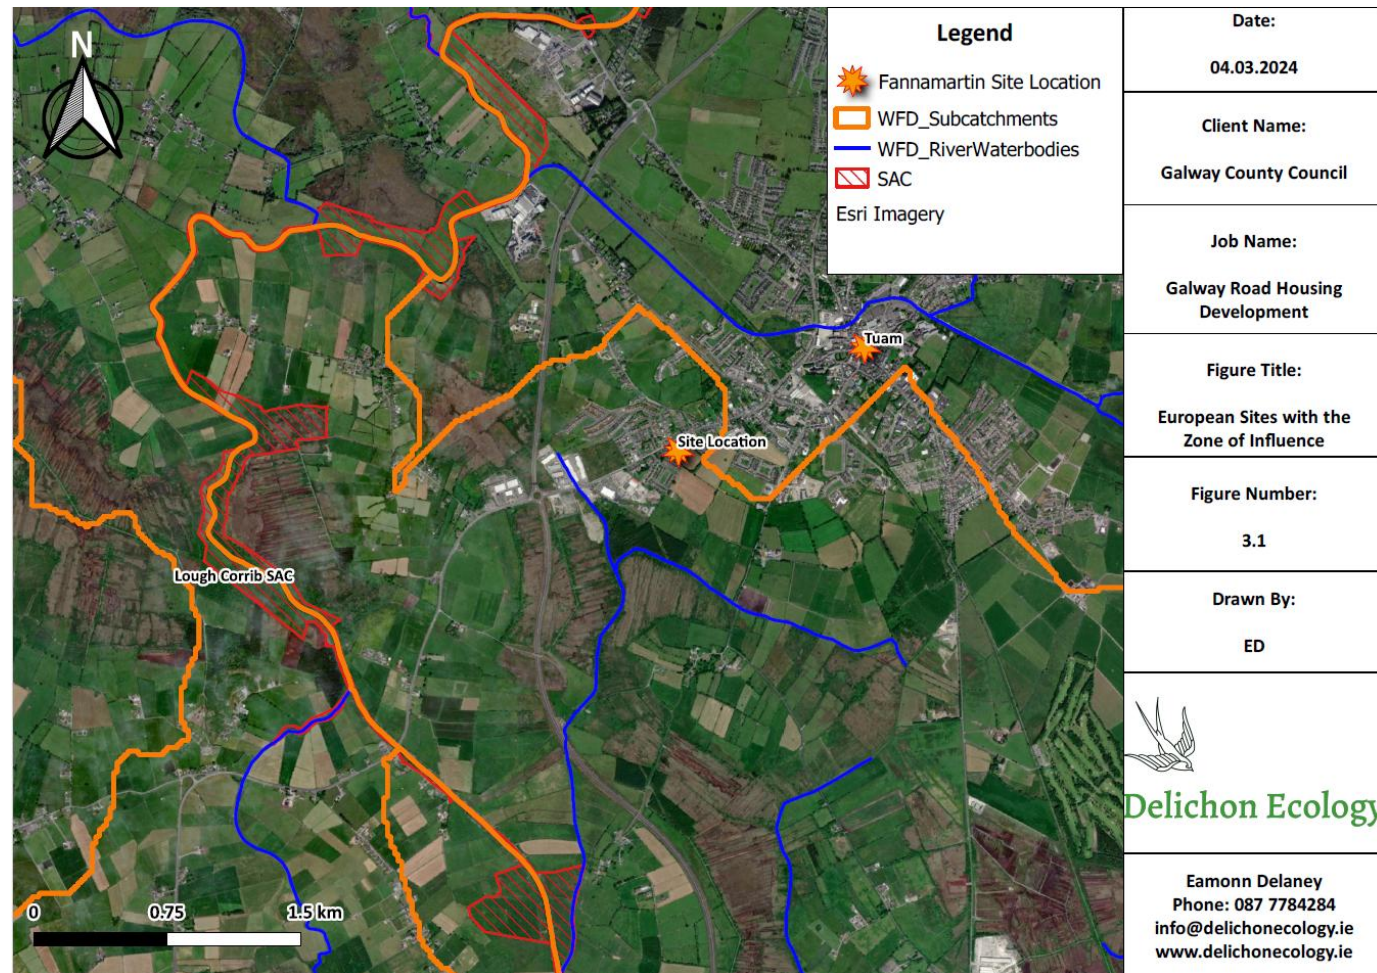 N
Legend
Fannamartin Site Location
WFD_Subcatchments
WFD_RiverWaterbodies
SAC
Esri Imagery
Tuam
Site Location
Lough Corrib SAC
0 0.75 1.5 km
Date:
04.03.2024
Client Name:
Galway County Council
Job Name:
Galway Road Housing
Development
Figure Title:
European Sites with the
Zone of Influence
Figure Number:
3.1
Drawn By:
ED
Delichon Ecology
Eamonn Delaney
Phone: 087 7784284
info@delichonecology.ie
www.delichonecology.ie